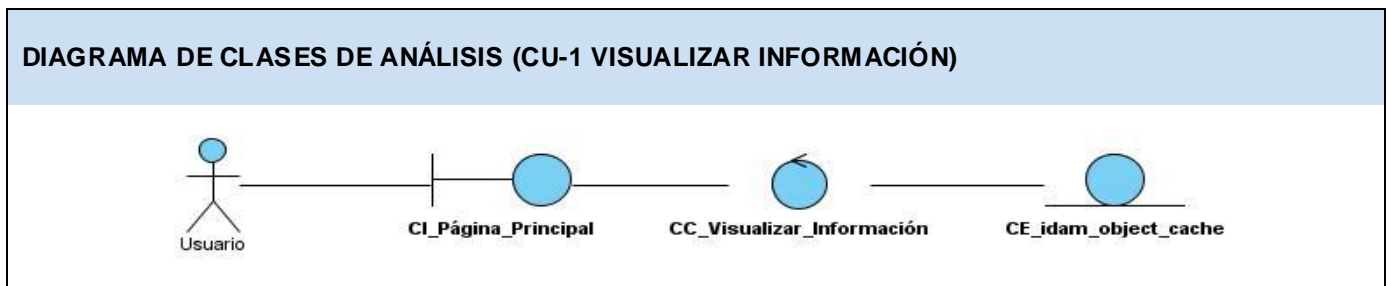 DIAGRAMA DE CLASES DE ANÁLISIS (CU-1 VISUALIZAR INFORMACIÓN)
Usuario
CI_Página_Principal
CC_Visualizar_Información
CE_idam_object_cache